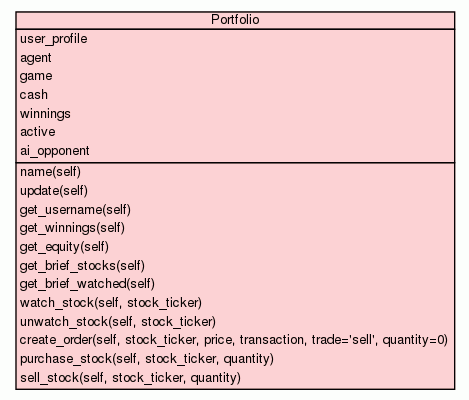 Portfolio
user_profile
agent
game
cash
winnings
active
ai_opponent
name(self)
update(self)
get_username(self)
get_winnings(self)
get_equity(self)
get_brief_stocks(self)
get_brief_watched(self)
watch_stock(self, stock_ticker)
unwatch_stock(self, stock_ticker)
create_order(self, stock_ticker, price, transaction, trade='sell', quantity=0)
purchase_stock(self, stock_ticker, quantity)
sell_stock(self, stock_ticker, quantity)